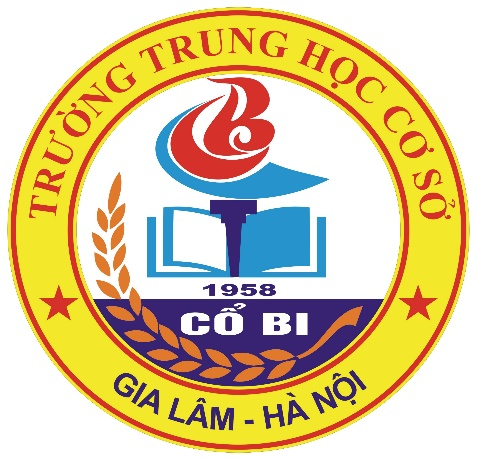 TRƯỜNG TRUNG HỌC CƠ SỞ
1958
CỔ BI
GIA LÂM - HÀ NỘI